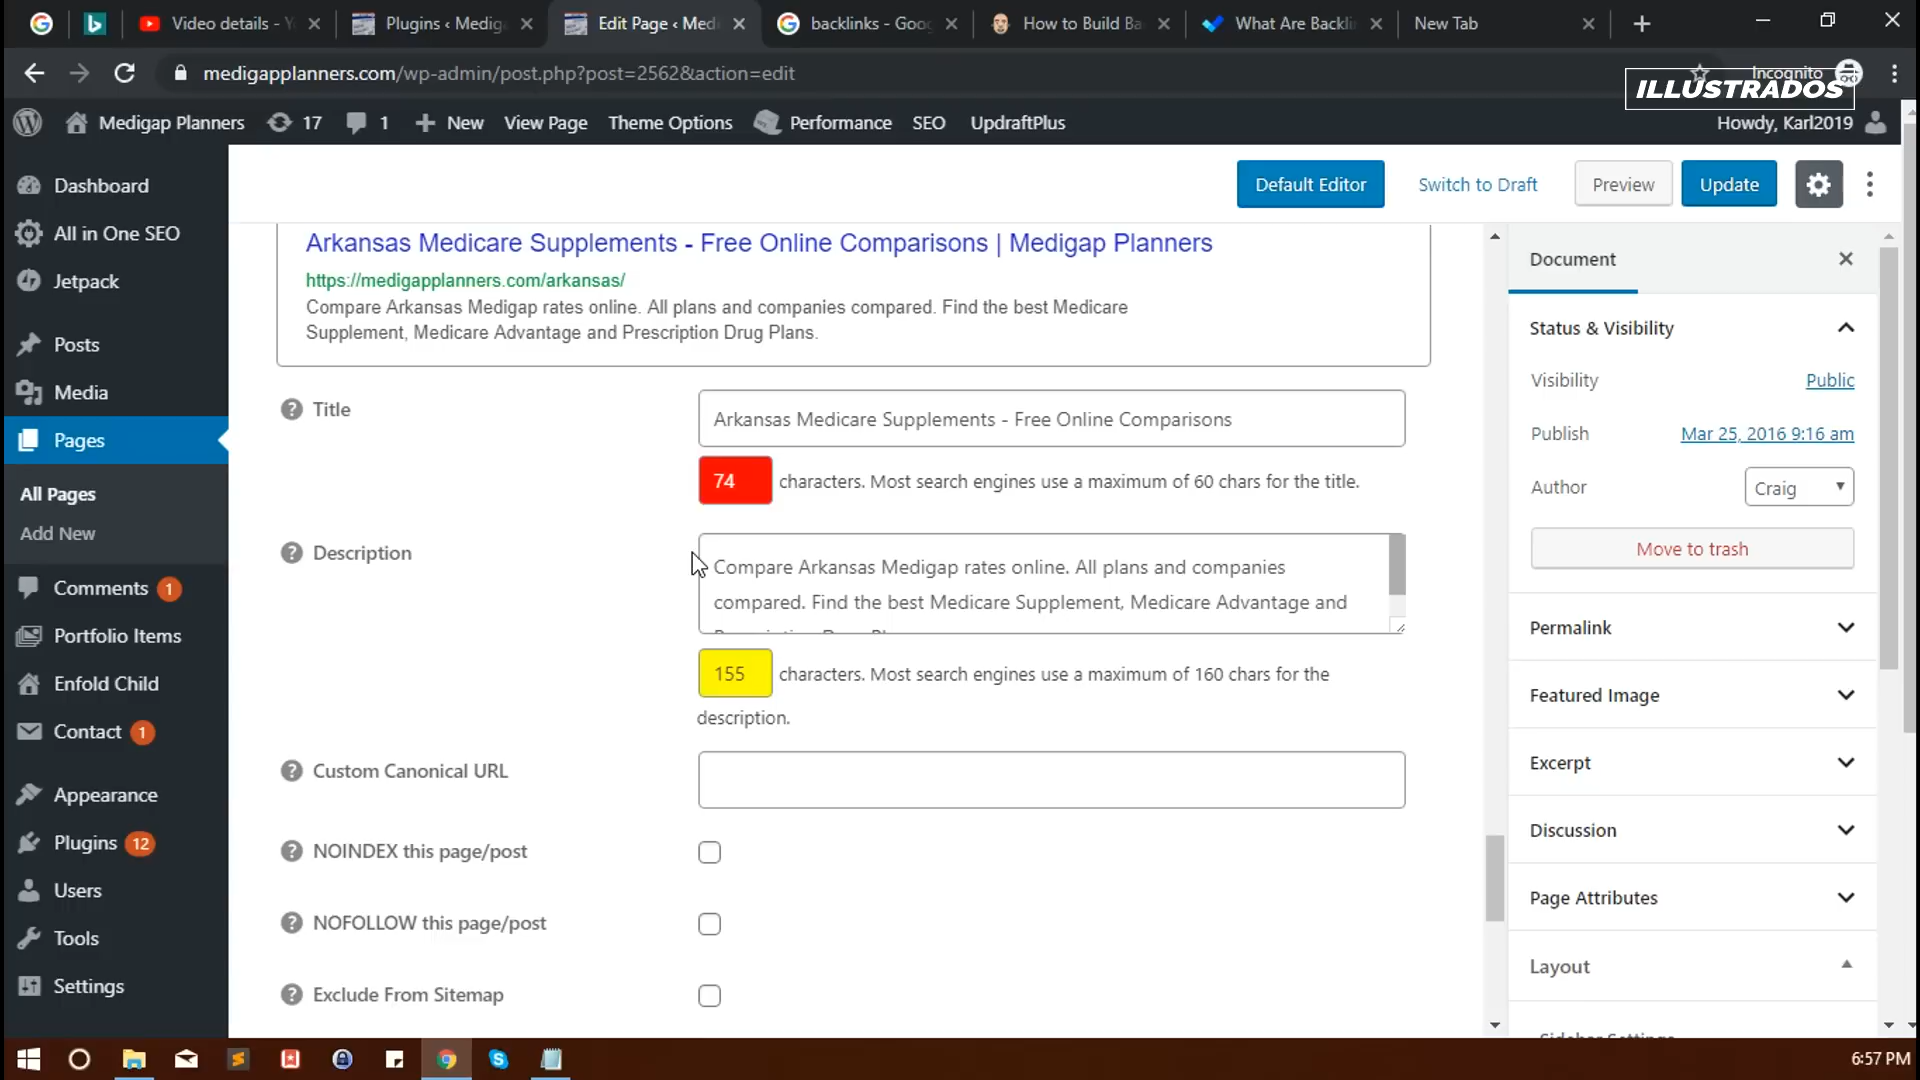 Video details - Y
Plugins ‹ Medig
Edit Page ‹ Med
backlinks - Goog
How to Build Ba
What Are Backli
New Tab
medigapplanners.com/wp-admin/post.php?post=2562&action=edit
Incognito
ILLUSTRADOS
Medigap Planners
17
1
New
View Page
Theme Options
Performance
SEO
UpdraftPlus
Howdy, Karl2019
Dashboard
All in One SEO
Jetpack
Posts
Media
Pages
All Pages
Add New
Comments 1
Portfolio Items
Enfold Child
Contact 1
Appearance
Plugins 12
Users
Tools
Settings
Default Editor
Switch to Draft
Preview
Update
Arkansas Medicare Supplements - Free Online Comparisons | Medigap Planners
https://medigapplanners.com/arkansas/
Compare Arkansas Medigap rates online. All plans and companies compared. Find the best Medicare
Supplement, Medicare Advantage and Prescription Drug Plans.
Title
Arkansas Medicare Supplements - Free Online Comparisons
74 characters. Most search engines use a maximum of 60 chars for the title.
Description
Compare Arkansas Medigap rates online. All plans and companies
compared. Find the best Medicare Supplement, Medicare Advantage and
155 characters. Most search engines use a maximum of 160 chars for the
description.
Custom Canonical URL
NOINDEX this page/post
NOFOLLOW this page/post
Exclude From Sitemap
Document
Status & Visibility
Visibility
Public
Publish
Mar 25, 2016 9:16 am
Author
Craig
Move to trash
Permalink
Featured Image
Excerpt
Discussion
Page Attributes
Layout
6:57 PM